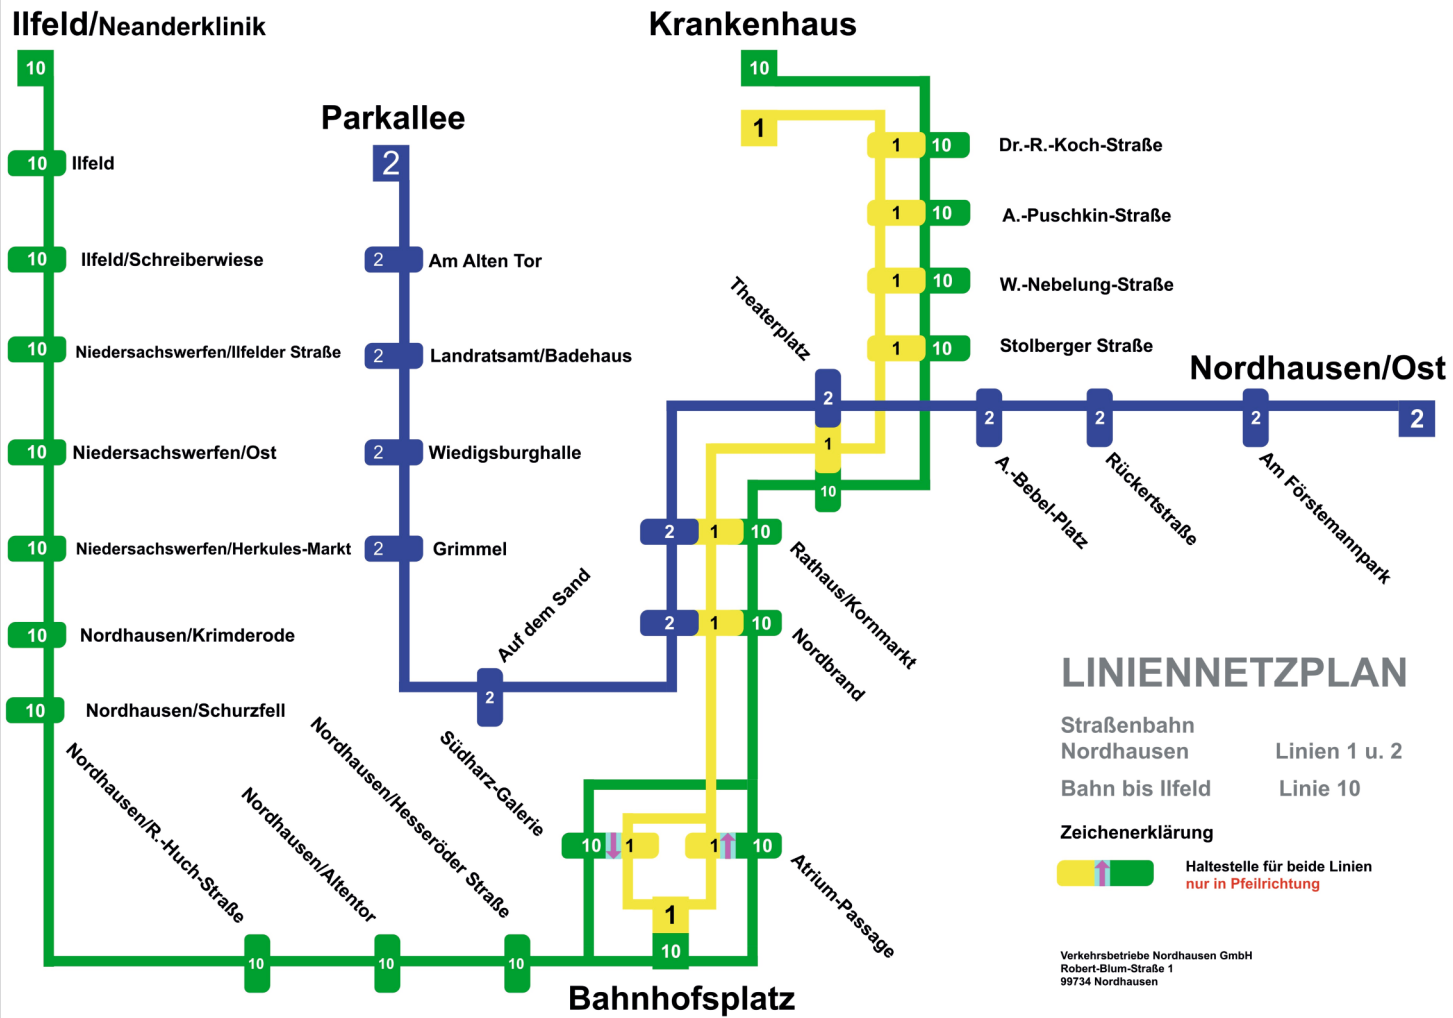 Ilfeld/Neanderklinik
10
10 Ilfeld
10 Ilfeld/Schreiberwiese
10 Niedersachswerfen/Ilfelder Straße
10 Niedersachswerfen/Ost
10 Niedersachswerfen/Herkules-Markt
10 Nordhausen/Krimderode
10 Nordhausen/Schurzfell
Nordhausen/R.-Huch-Straße
10
Nordhausen/Altentor
10
Nordhausen/Hesseröder Straße
10
Parkallee
2
2 Am Alten Tor
2 Landratsamt/Badehaus
2 Wiedigsburghalle
2 Grimmel
Auf dem Sand
2
Krankenhaus
10
1
1 10 Dr.-R.-Koch-Straße
1 10 A.-Puschkin-Straße
1 10 W.-Nebelung-Straße
1 10 Stolberger Straße
Theaterplatz
2
1
10
2 1 10
Rathaus/Kornmarkt
2 1 10
Nordbrand
Südharz-Galerie
10 1
1 10
Atrium-Passage
1
10
Bahnhofsplatz
Nordhausen/Ost
2
2
A.-Bebel-Platz
2
Rückertstraße
2
Am Förstemannpark
LINIENNETZPLAN
Straßenbahn
Nordhausen Linien 1 u. 2
Bahn bis Ilfeld Linie 10
Zeichenerklärung
Haltestelle für beide Linien
nur in Pfeilrichtung
Verkehrsbetriebe Nordhausen GmbH
Robert-Blum-Straße 1
99734 Nordhausen